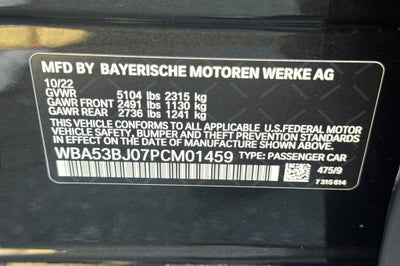 MFD BY BAYERISCHE MOTOREN WERKE AG
10/22
GVWR 5104 lbs 2315 kg
GAWR FRONT 2491 lbs 1130 kg
GAWR REAR 2736 lbs 1241 kg
THIS VEHICLE CONFORMS TO ALL APPLICABLE
U.S.FEDERAL MOTOR
VEHICLE SAFETY, BUMPER, AND THEFT PREVENTION STANDARDS
IN EFFECT ON THE DATE OF MANUFACTURE SHOWN ABOVE.
WBA53BJ07PCM01459 TYPE: PASSENGER CAR
475/9
7 315 614